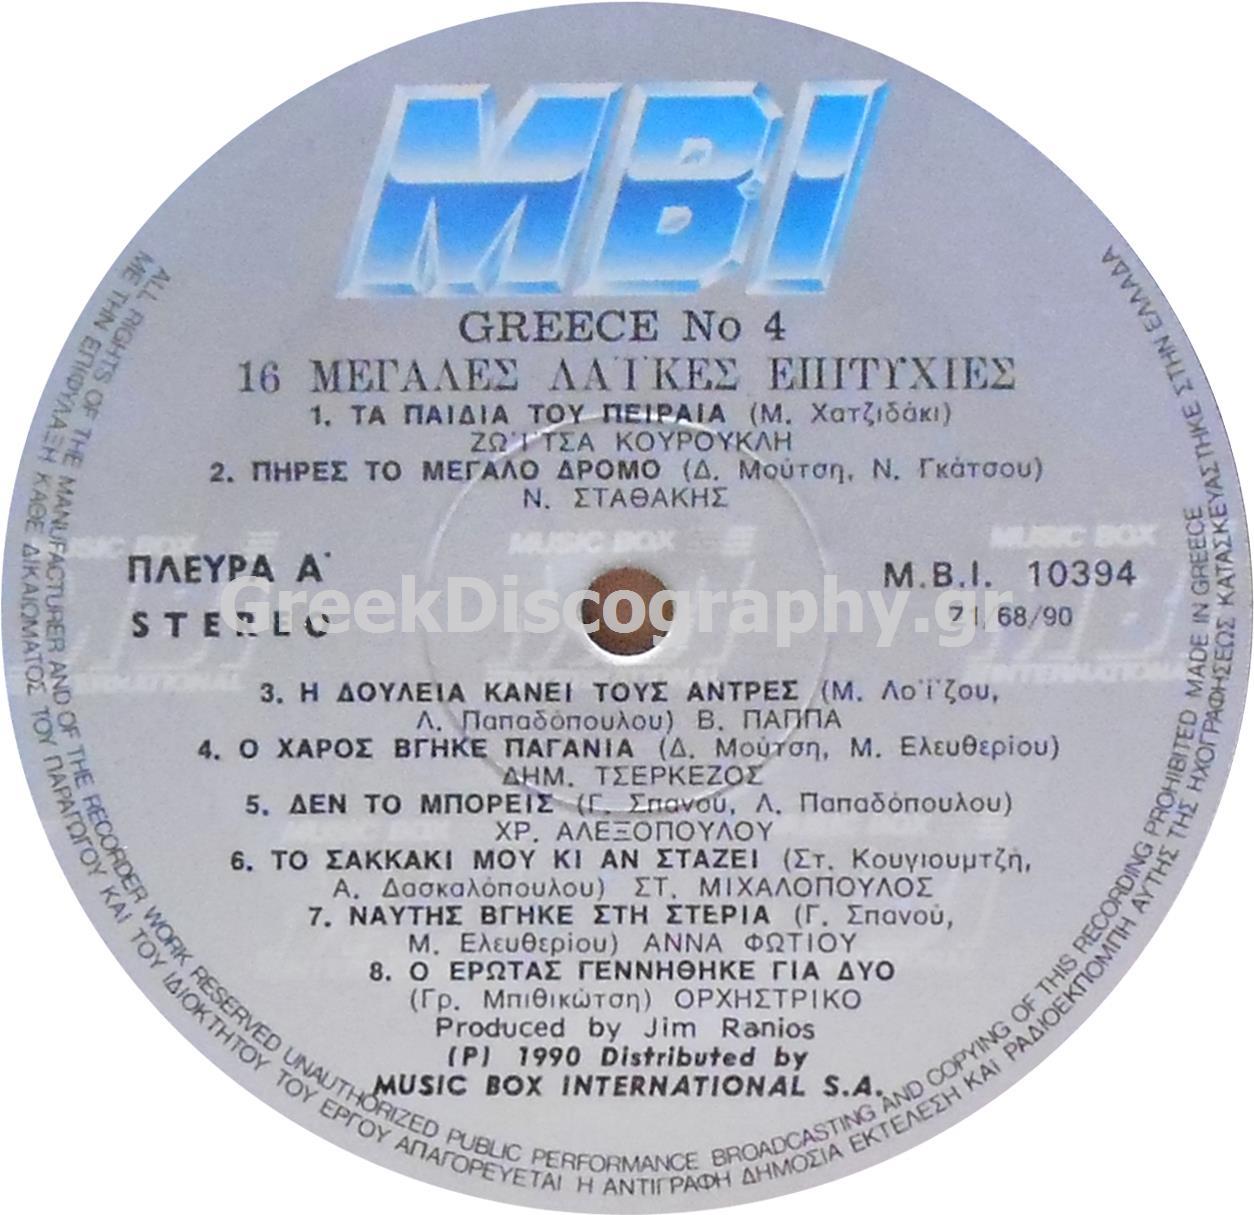 MBI
GREECE No 4
16 ΜΕΓΑΛΕΣ ΛΑΪΚΕΣ ΕΠΙΤΥΧΙΕΣ
1. ΤΑ ΠΑΙΔΙΑ ΤΟΥ ΠΕΙΡΑΙΑ (Μ. Χατζιδάκι)
ΖΩΪΤΣΑ ΚΟΥΡΟΥΚΛΗ
2. ΠΗΡΕΣ ΤΟ ΜΕΓΑΛΟ ΔΡΟΜΟ (Δ. Μούτση, Ν. Γκάτσου)
Ν. ΣΤΑΘΑΚΗΣ
MUSIC BOX
ΠΛΕΥΡΑ Α'
STEREO
M.B.I. 10394
71/68/90
GreekDiscography.gr
INTERNATIONAL
3. Η ΔΟΥΛΕΙΑ ΚΑΝΕΙ ΤΟΥΣ ΑΝΤΡΕΣ (Μ. Λοΐζου,
Λ. Παπαδόπουλου) Β. ΠΑΠΠΑ
4. Ο ΧΑΡΟΣ ΒΓΗΚΕ ΠΑΓΑΝΙΑ (Δ. Μούτση, Μ. Ελευθερίου)
ΔΗΜ. ΤΣΕΡΚΕΖΟΣ
5. ΔΕΝ ΤΟ ΜΠΟΡΕΙΣ (Γ. Σπανού, Λ. Παπαδόπουλου)
ΧΡ. ΑΛΕΞΟΠΟΥΛΟΥ
6. ΤΟ ΣΑΚΚΑΚΙ ΜΟΥ ΚΙ ΑΝ ΣΤΑΖΕΙ (Στ. Κουγιουμτζή,
Α. Δασκαλόπουλου) ΣΤ. ΜΙΧΑΛΟΠΟΥΛΟΣ
7. ΝΑΥΤΗΣ ΒΓΗΚΕ ΣΤΗ ΣΤΕΡΙΑ (Γ. Σπανού,
Μ. Ελευθερίου) ΑΝΝΑ ΦΩΤΙΟΥ
8. Ο ΕΡΩΤΑΣ ΓΕΝΝΗΘΗΚΕ ΓΙΑ ΔΥΟ
(Γρ. Μπιθικώτση) ΟΡΧΗΣΤΡΙΚΟ
Produced by Jim Ranios
(P) 1990 Distributed by
MUSIC BOX INTERNATIONAL S.A.
ALL RIGHTS OF THE MANUFACTURER AND OF THE RECORDER WORK RESERVED UNAUTHORIZED PUBLIC PERFORMANCE BROADCASTING AND COPYING OF THIS RECORDING PROHIBITED MADE IN GREECE
ΜΕ ΤΗΝ ΕΠΙΦΥΛΑΞΗ ΚΑΘΕ ΔΙΚΑΙΩΜΑΤΟΣ ΤΟΥ ΠΑΡΑΓΩΓΟΥ ΚΑΙ ΤΟΥ ΙΔΙΟΚΤΗΤΟΥ ΤΟΥ ΕΡΓΟΥ ΑΠΑΓΟΡΕΥΕΤΑΙ Η ΑΝΤΙΓΡΑΦΗ ΔΗΜΟΣΙΑ ΕΚΤΕΛΕΣΗ ΚΑΙ ΡΑΔΙΟΕΚΠΟΜΠΗ ΑΥΤΗΣ ΤΗΣ ΗΧΟΓΡΑΦΗΣΕΩΣ ΚΑΤΑΣΚΕΥΑΣΤΗΚΕ ΣΤΗΝ ΕΛΛΑΔΑ